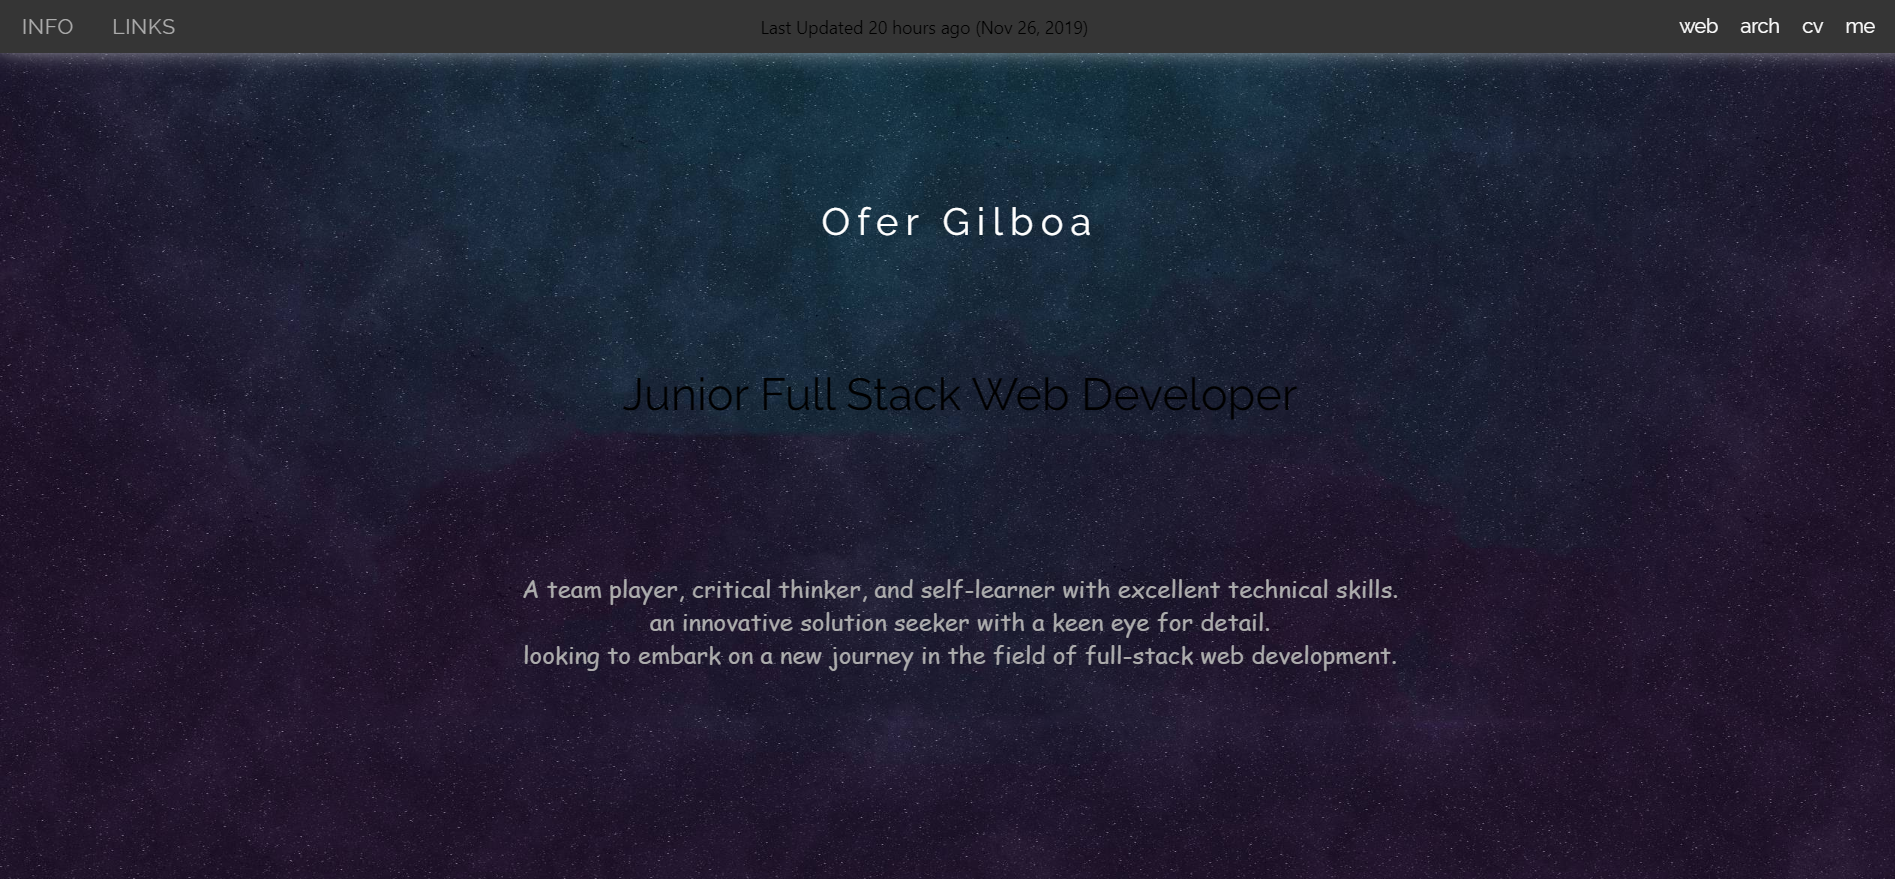 INFO LINKS Last Updated 20 hours ago (Nov 26, 2019) web arch cv me
Ofer Gilboa
Junior Full Stack Web Developer
A team player, critical thinker, and self-learner with excellent technical skills.
an innovative solution seeker with a keen eye for detail.
looking to embark on a new journey in the field of full-stack web development.